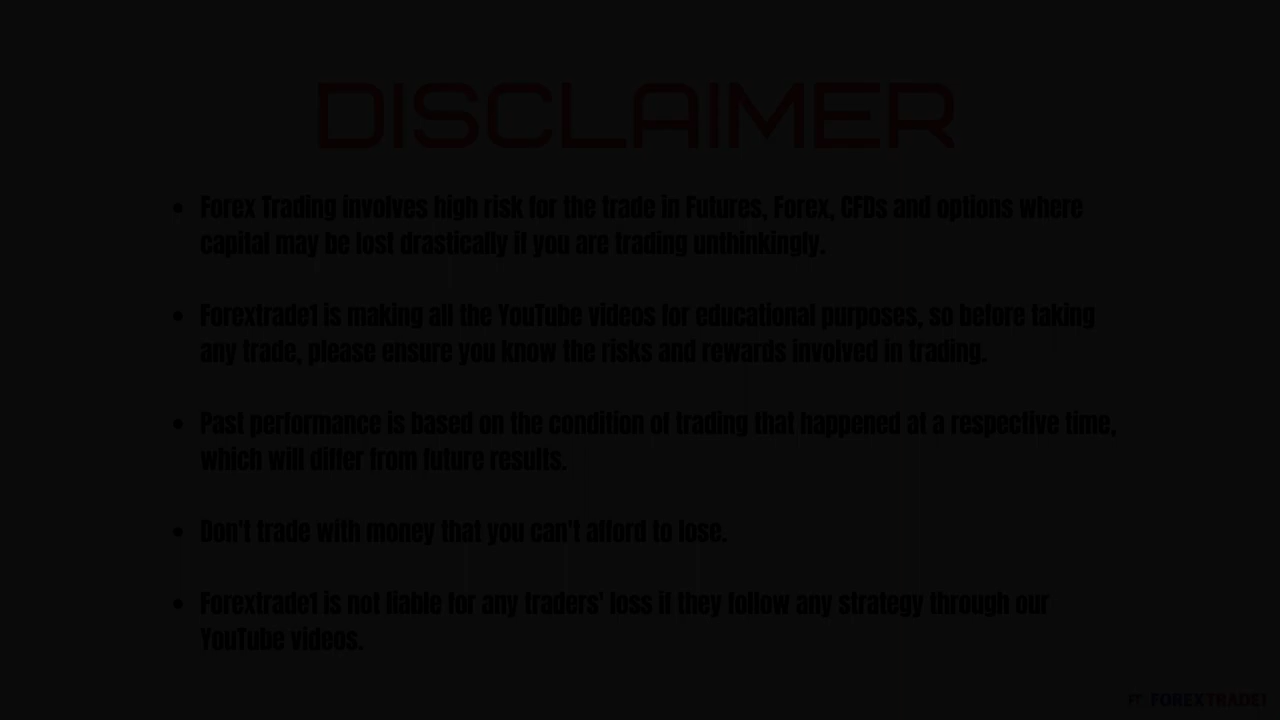 DISCLAIMER
• Forex Trading involves high risk for the trade in Futures, Forex, CFDs and options where
capital may be lost drastically if you are trading unthinkingly.
• Forextrade1 is making all the YouTube videos for educational purposes, so before taking
any trade, please ensure you know the risks and rewards involved in trading.
• Past performance is based on the condition of trading that happened at a respective time,
which will differ from future results.
• Don't trade with money that you can't afford to lose.
• Forextrade1 is not liable for any traders' loss if they follow any strategy through our
YouTube videos.
FOREXTRADE1